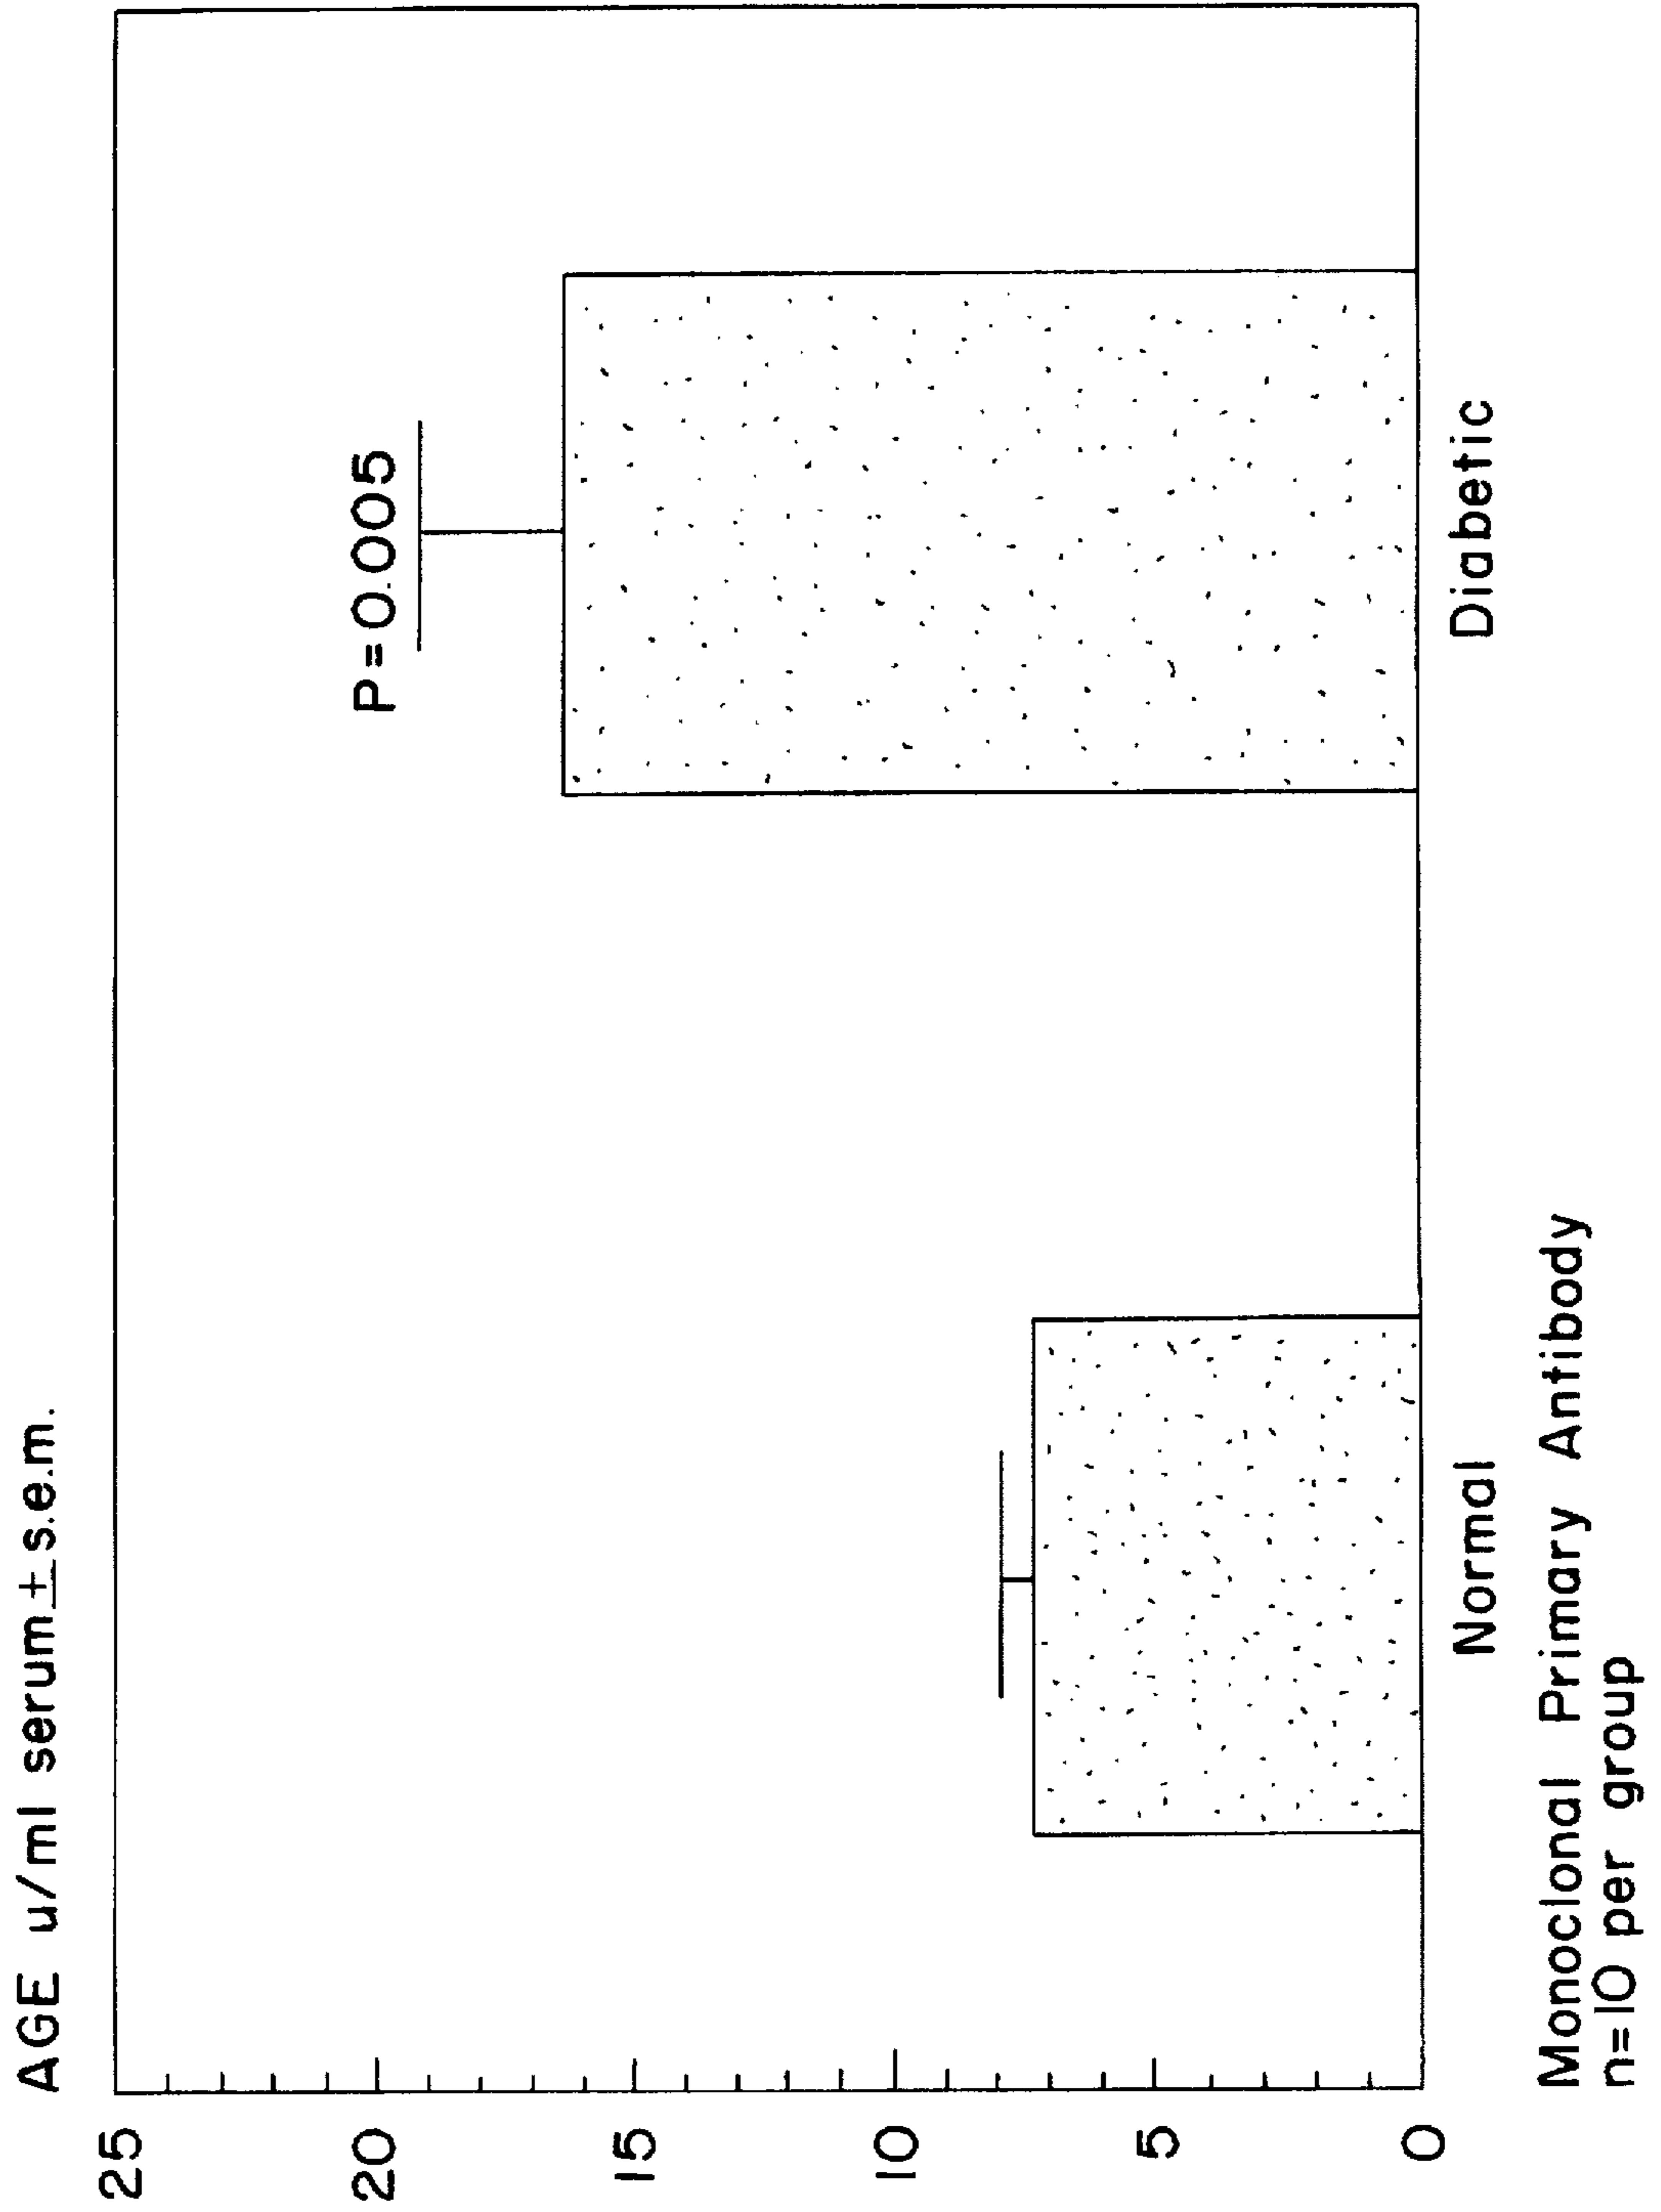 AGE u/ml serum±s.e.m.
25
20
15
10
5
0
P=0.005
Normal
Diabetic
Monoclonal Primary Antibody
n=10 per group